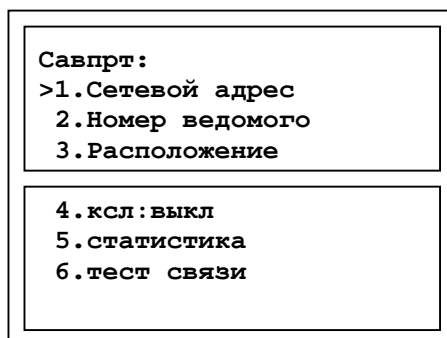 Савпрт:
>1.Сетевой адрес
2.Номер ведомого
3.Расположение
4.ксл:выкл
5.статистика
6.тест связи